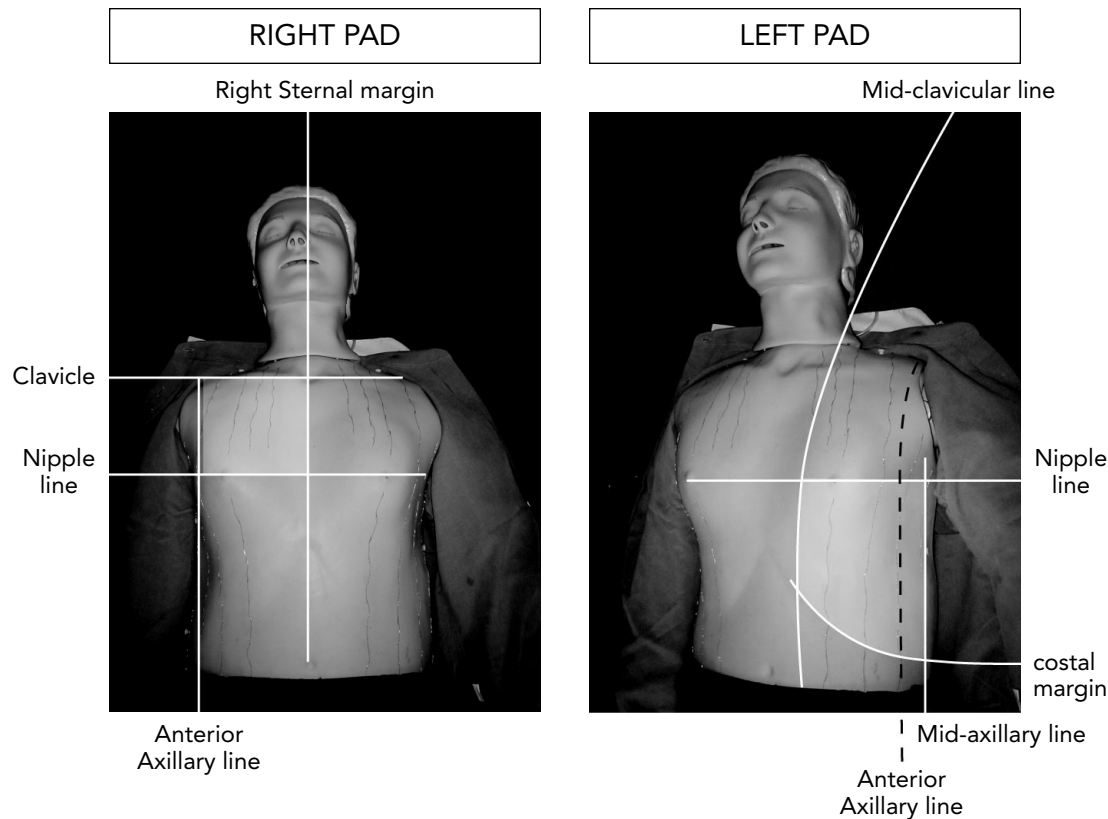 RIGHT PAD
LEFT PAD
Right Sternal margin
Mid-clavicular line
Clavicle
Nipple
line
Nipple
line
costal
margin
Anterior
Axillary line
Mid-axillary line
Anterior
Axillary line